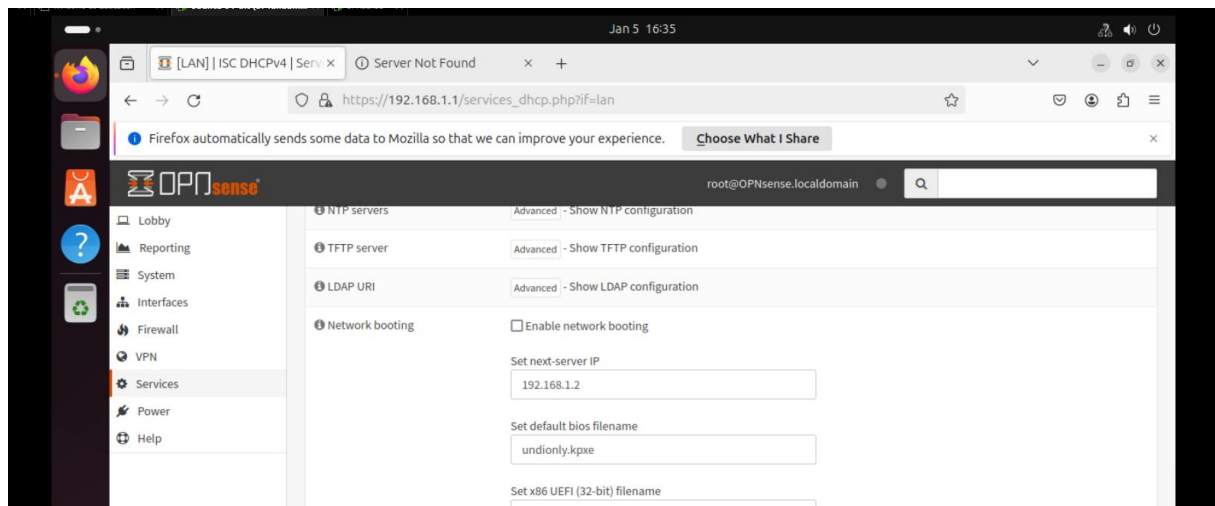 Jan 5 16:35
[LAN] | ISC DHCPv4 | Serv
Server Not Found
https://192.168.1.1/services_dhcp.php?if=lan
Firefox automatically sends some data to Mozilla so that we can improve your experience. Choose What I Share
OPNsense
root@OPNsense.localdomain
Lobby
Reporting
System
Interfaces
Firewall
VPN
Services
Power
Help
NTP servers
Advanced - Show NTP configuration
TFTP server
Advanced - Show TFTP configuration
LDAP URI
Advanced - Show LDAP configuration
Network booting
Enable network booting
Set next-server IP
192.168.1.2
Set default bios filename
undionly.kpxe
Set x86 UEFI (32-bit) filename